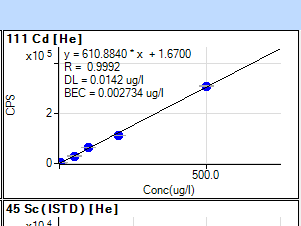 111 Cd [He]
x10 5
y = 610.8840 * x + 1.6700
R = 0.9992
DL = 0.0142 ug/l
BEC = 0.002734 ug/l
CPS
2
0
500.0
Conc(ug/l)
45 Sc(ISTD) [He]
x10 4